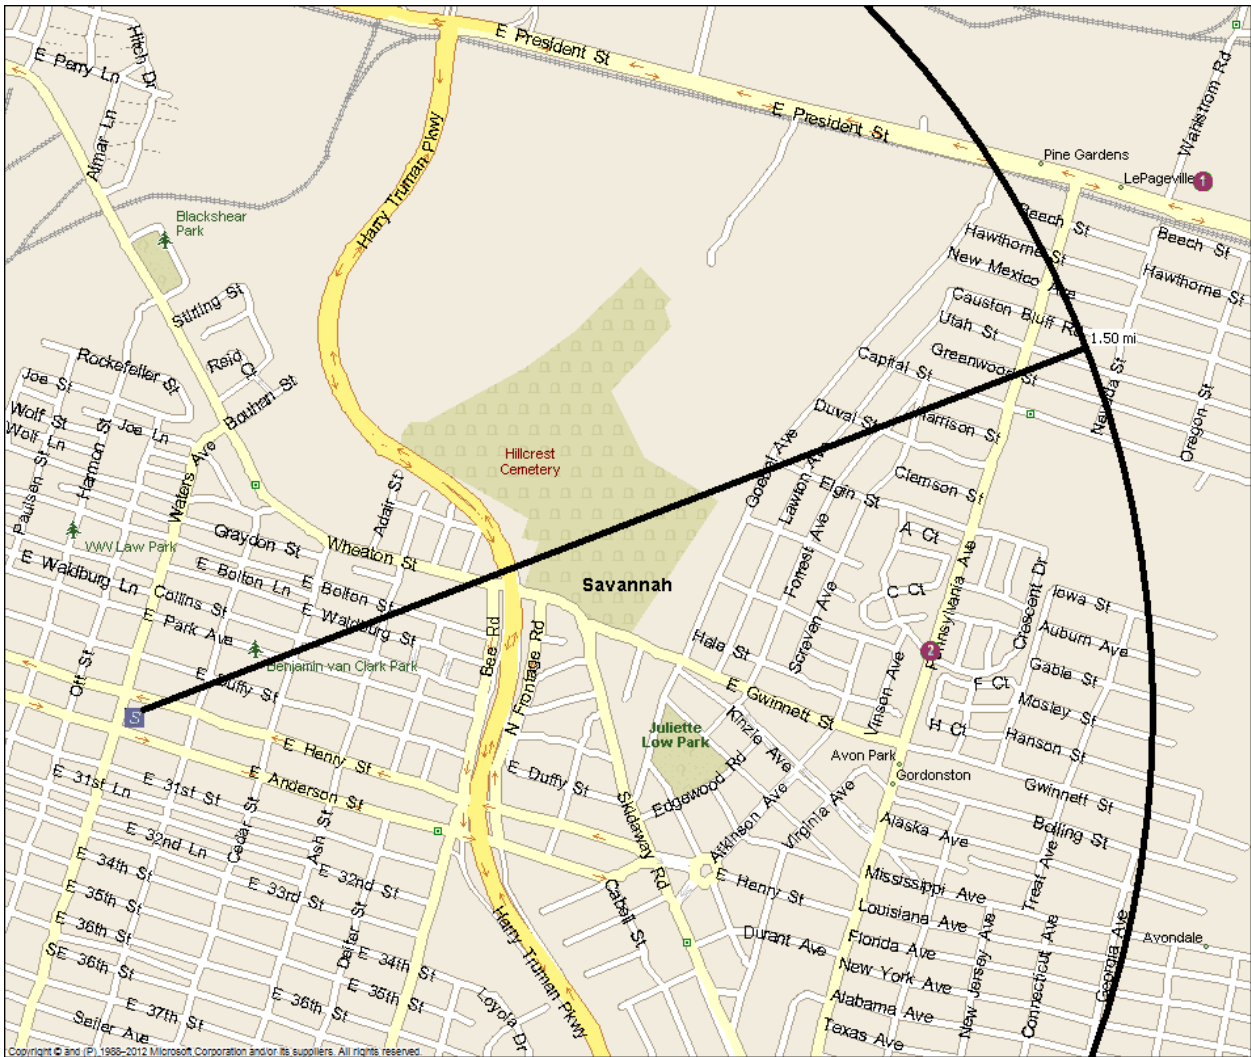 E President St
E Perry Ln
Hitch Dr
Almar Ln
Harry Truman Pkwy
E President St
Wahlstrom Rd
Pine Gardens
LePageville
1
Blackshear
Park
Beech St
Beech St
Hawthorne St
Hawthorne St
New Mexico Ave
Causton Bluff Rd
Utah St
1.50 mi
Stiling St
Reid Ct
Rockefeller St
Bouhan St
Greenwood St
Capital St
Nevada St
Oregon St
Joe St
Wolf St
Wolf Ln
Joe Ln
Harmon St
Paulsen St
Waters Ave
Duval St
Harrison St
Hillcrest
Cemetery
Goebel Ave
Lawton Ave
Elgin St
Clemson St
Adair St
A Ct
VW Law Park
Graydon St
Wheaton St
Forrest Ave
Pennsylvania Ave
Crescent Dr
E Waldburg Ln
E Bolton Ln
E Bolton St
Savannah
C Ct
Iowa St
Collins St
E Waldburg St
Screven Ave
Auburn Ave
E Park Ave
Bee Rd
N Frontage Rd
Hale St
2
Benjamin van Clark Park
Ott St
E Duffy St
E Gwinnett St
Vinson Ave
F Ct
Gable St
Mosley St
S
Juliette
Low Park
Kinzie Ave
H Ct
Hanson St
E Henry St
Avon Park
Gordonston
E Anderson St
E Duffy St
Edgewood Rd
Gwinnett St
E 31st Ln
E 31st St
Skidaway Rd
Atkinson Ave
Virginia Ave
Alaska Ave
Bolling St
E 32nd Ln
Cedar St
Ash St
E 34th St
E 33rd St
E 32nd St
E Henry St
Mississippi Ave
Treat Ave
E 35th St
Cabell St
Louisiana Ave
E 36th St
Harry Truman Pkwy
Durant Ave
Florida Ave
Avondale
SE 36th St
Delfer St
E 34th St
New York Ave
New Jersey Ave
Connecticut Ave
Georgia Ave
E 37th St
E 36th St
E 35th St
Loyola Dr
Alabama Ave
Seiler Ave
Texas Ave
Copyright © and (P) 1988–2012 Microsoft Corporation and/or its suppliers. All rights reserved.